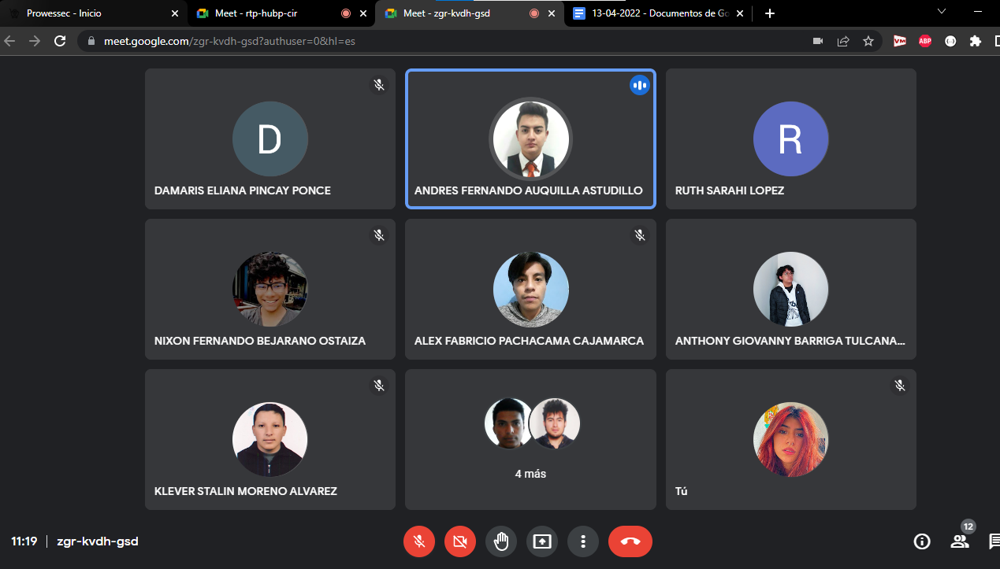 Prowessec - Inicio
Meet - rtp-hubp-cir
Meet - zgr-kvdh-gsd
13-04-2022 - Documentos de Go
meet.google.com/zgr-kvdh-gsd?authuser=0&hl=es
VM
ABP
D
R
DAMARIS ELIANA PINCAY PONCE
ANDRES FERNANDO AUQUILLA ASTUDILLO
RUTH SARAHI LOPEZ
NIXON FERNANDO BEJARANO OSTAIZA
ALEX FABRICIO PACHACAMA CAJAMARCA
ANTHONY GIOVANNY BARRIGA TULCANA...
4 más
KLEVER STALIN MORENO ALVAREZ
Tú
11:19
zgr-kvdh-gsd
12